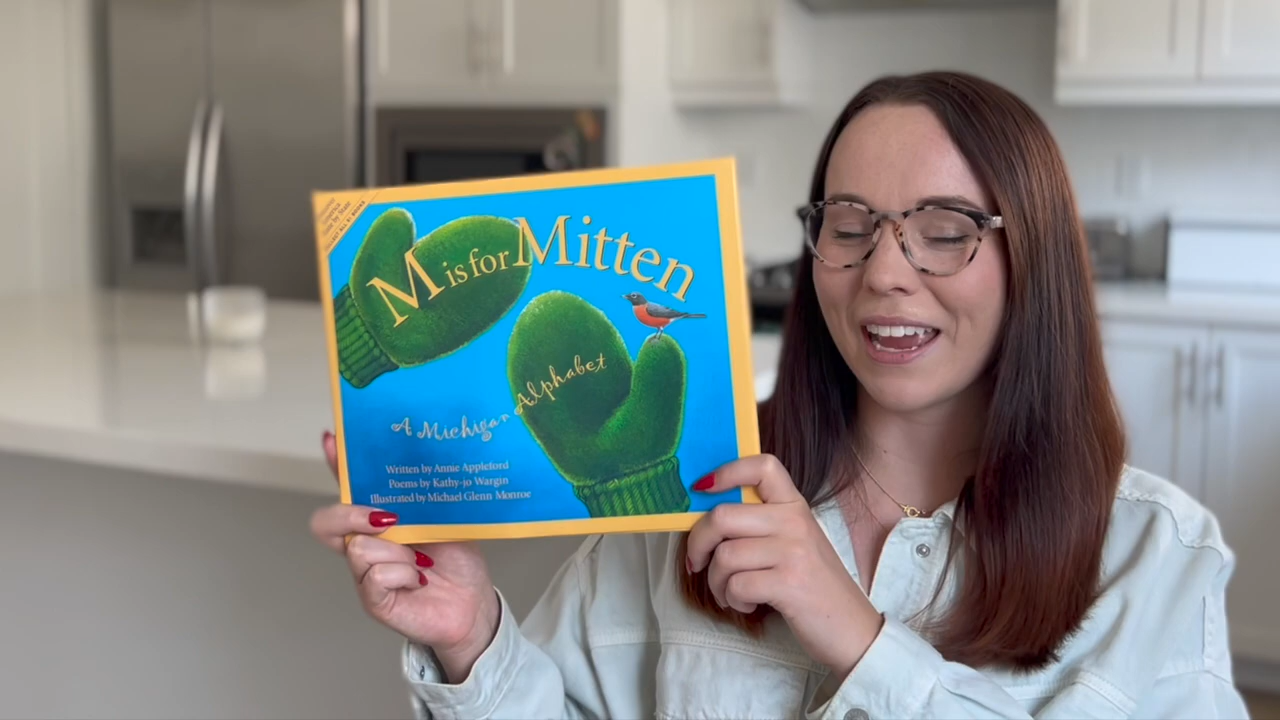 M is for Mitten
A Michigan Alphabet
Written by Annie Appleford
Poems by Kathy-jo Wargin
Illustrated by Michael Glenn Monroe